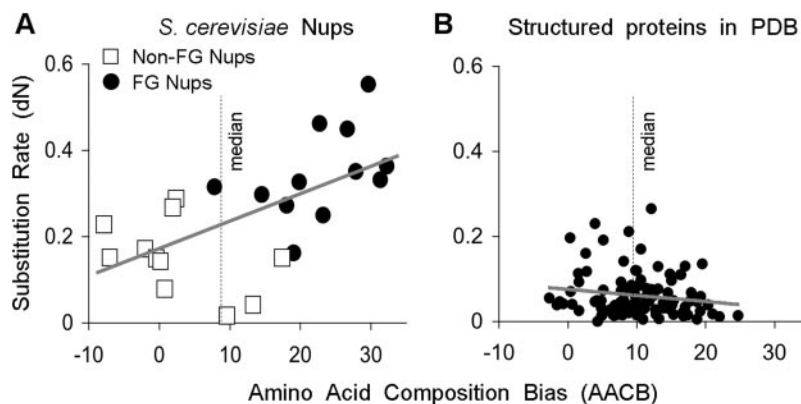 A
S. cerevisiae Nups
Non-FG Nups
FG Nups
median
Substitution Rate (dN)
0.6
0.4
0.2
0
-10 0 10 20 30
B
Structured proteins in PDB
median
0.6
0.4
0.2
0
-10 0 10 20 30
Amino Acid Composition Bias (AACB)